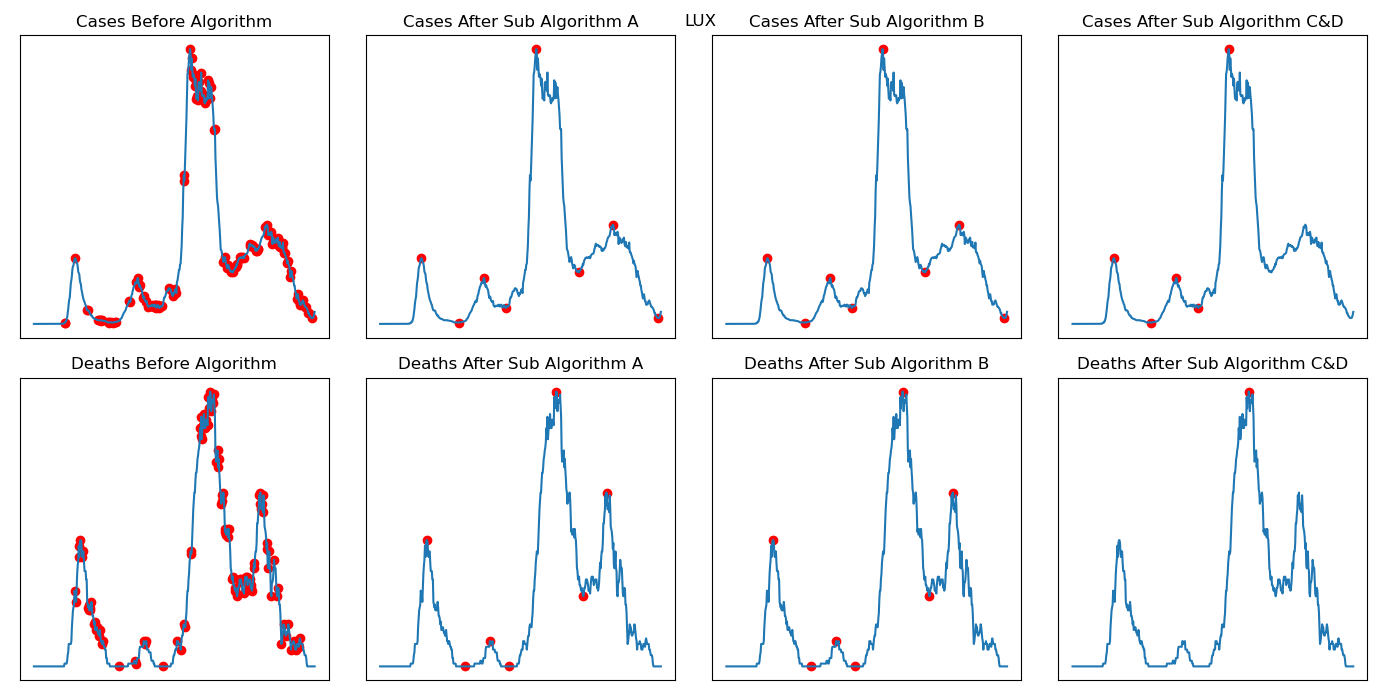 LUX
Cases Before Algorithm
Cases After Sub Algorithm A
Cases After Sub Algorithm B
Cases After Sub Algorithm C&D
Deaths Before Algorithm
Deaths After Sub Algorithm A
Deaths After Sub Algorithm B
Deaths After Sub Algorithm C&D